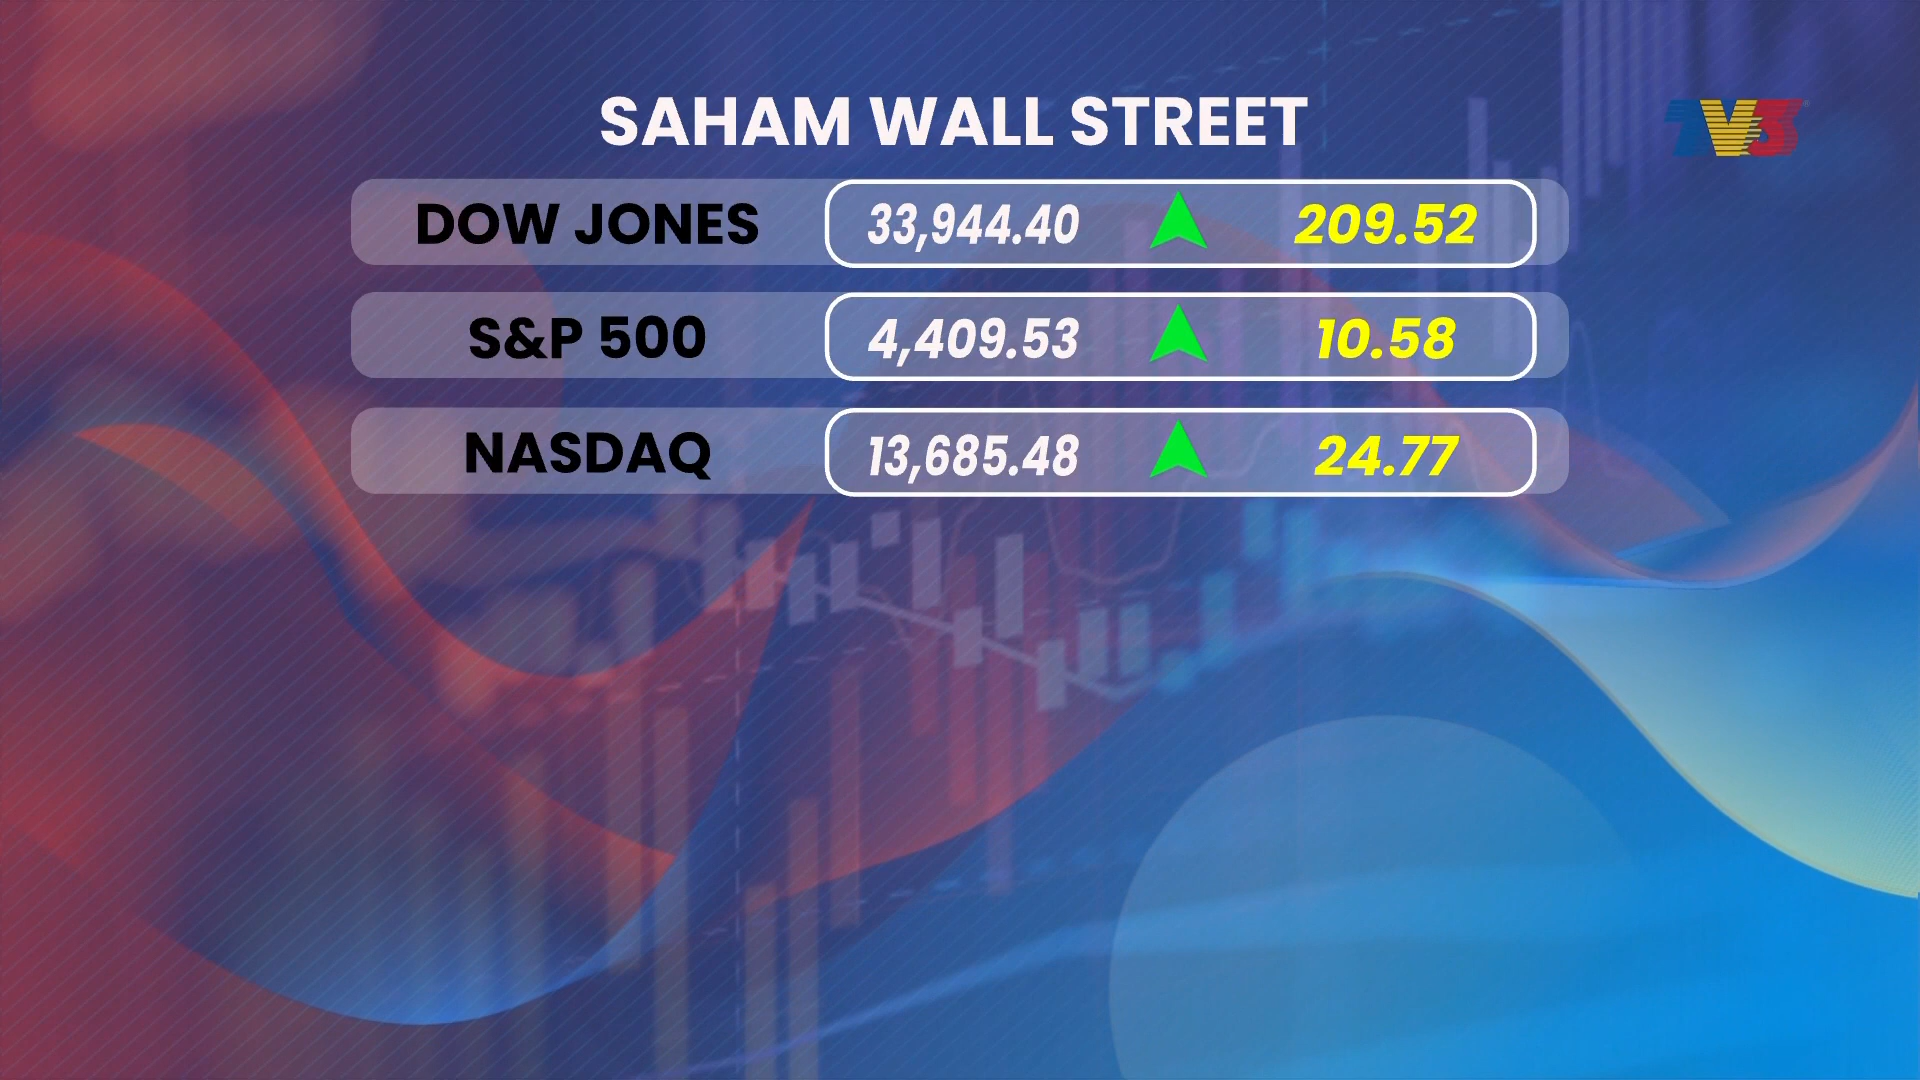 SAHAM WALL STREET
TV3
DOW JONES 33,944.40 209.52
S&P 500 4,409.53 10.58
NASDAQ 13,685.48 24.77